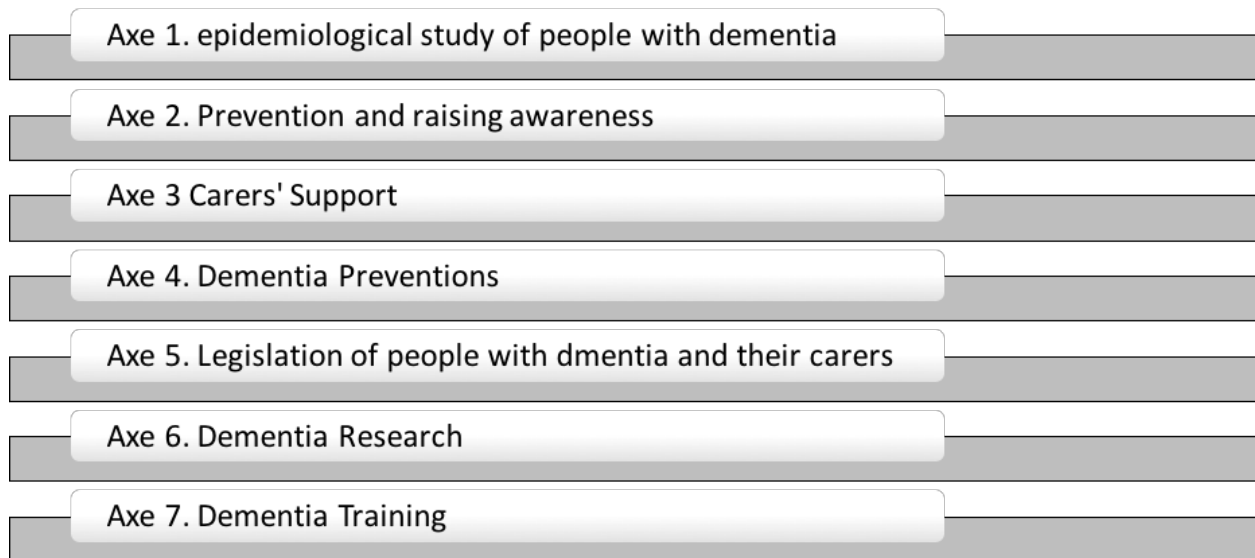 Axe 1. epidemiological study of people with dementia
Axe 2. Prevention and raising awareness
Axe 3 Carers' Support
Axe 4. Dementia Preventions
Axe 5. Legislation of people with dmentia and their carers
Axe 6. Dementia Research
Axe 7. Dementia Training